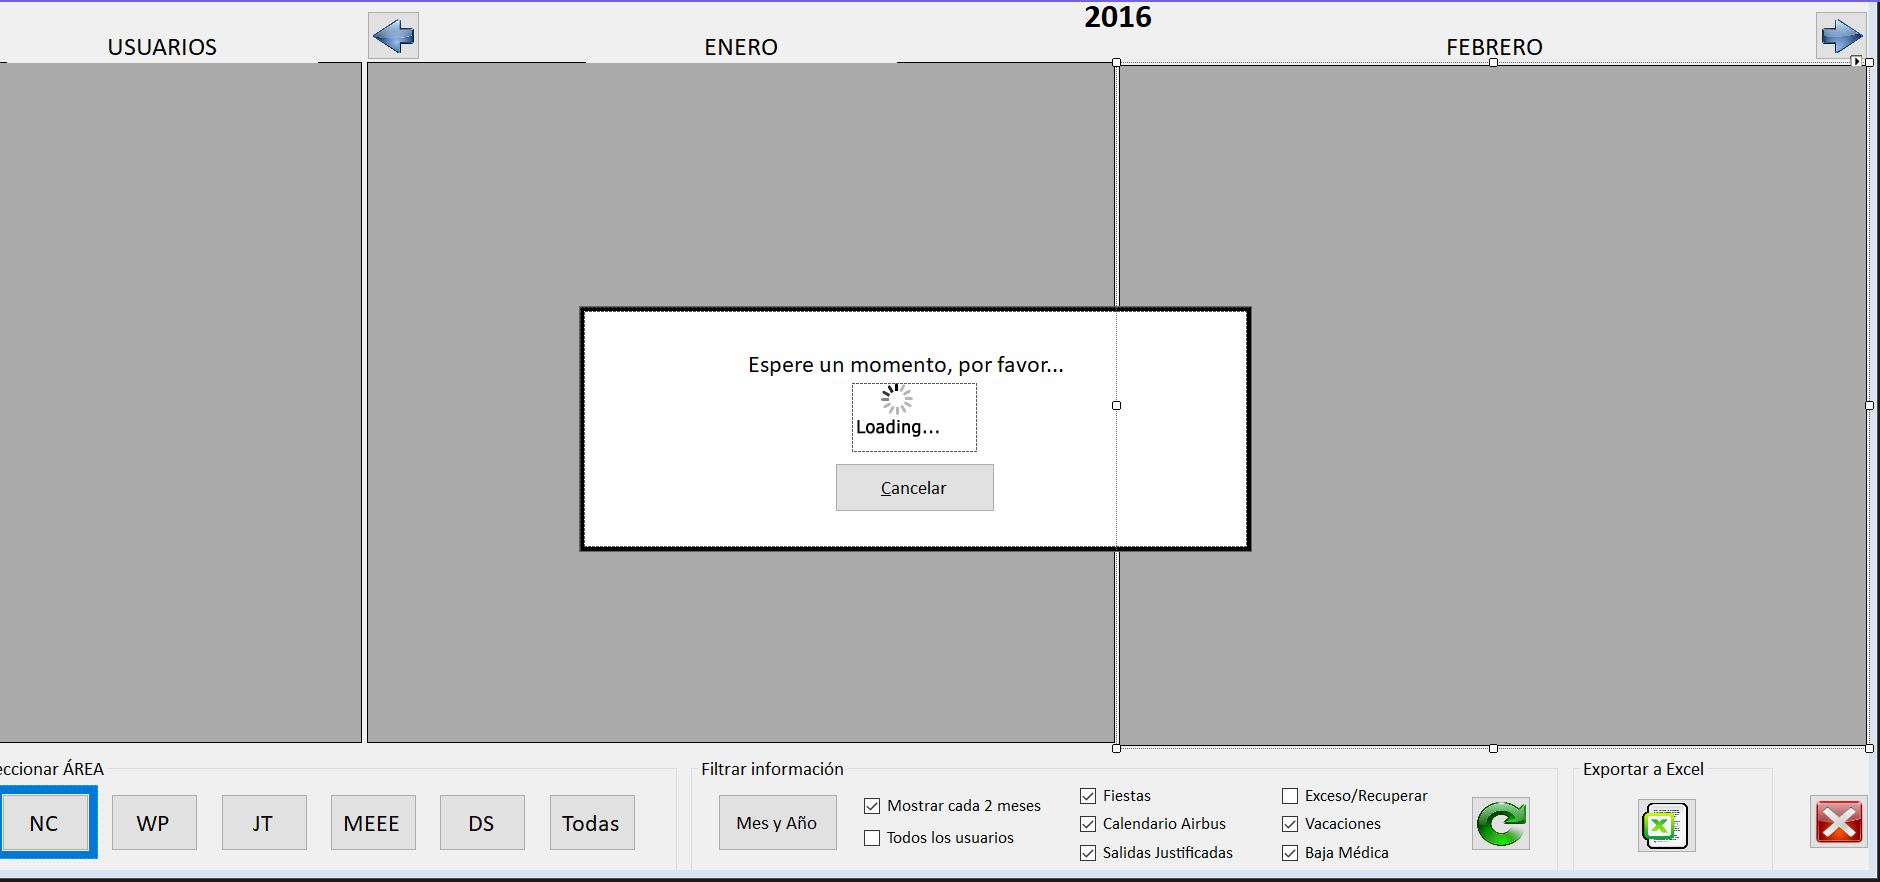 2016
USUARIOS
ENERO
FEBRERO
Espere un momento, por favor...
Loading...
Cancelar
eccionar ÁREA
NC
WP
JT
MEEE
DS
Todas
Filtrar información
Mes y Año
Mostrar cada 2 meses
Todos los usuarios
Fiestas
Calendario Airbus
Salidas Justificadas
Exceso/Recuperar
Vacaciones
Baja Médica
Exportar a Excel